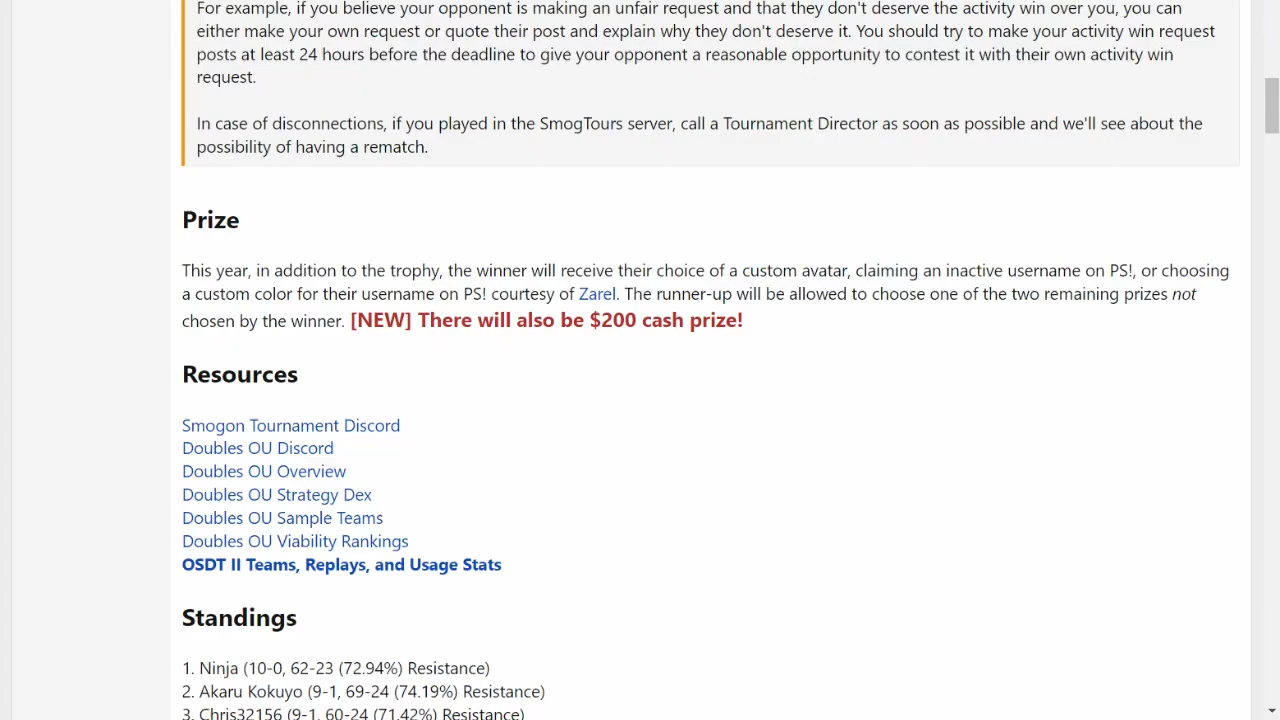 For example, if you believe your opponent is making an unfair request and that they don't deserve the activity win over you, you can
either make your own request or quote their post and explain why they don't deserve it. You should try to make your activity win request
posts at least 24 hours before the deadline to give your opponent a reasonable opportunity to contest it with their own activity win
request.
In case of disconnections, if you played in the SmogTours server, call a Tournament Director as soon as possible and we'll see about the
possibility of having a rematch.
Prize
This year, in addition to the trophy, the winner will receive their choice of a custom avatar, claiming an inactive username on PS!, or choosing
a custom color for their username on PS! courtesy of Zarel. The runner-up will be allowed to choose one of the two remaining prizes not
chosen by the winner. [NEW] There will also be $200 cash prize!
Resources
Smogon Tournament Discord
Doubles OU Discord
Doubles OU Overview
Doubles OU Strategy Dex
Doubles OU Sample Teams
Doubles OU Viability Rankings
OSDT II Teams, Replays, and Usage Stats
Standings
1. Ninja (10-0, 62-23 (72.94%) Resistance)
2. Akaru Kokuyo (9-1, 69-24 (74.19%) Resistance)
3. Chris32156 (9-1, 60-24 (71.42%) Resistance)